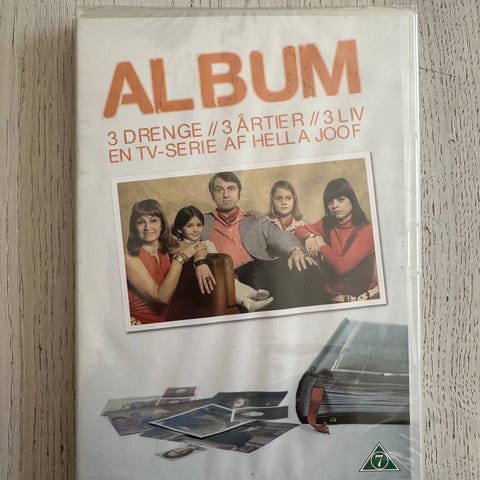 ALBUM
3 DRENGE // 3 ÅRTIER // 3 LIV
EN TV-SERIE AF HELLA JOOF
7